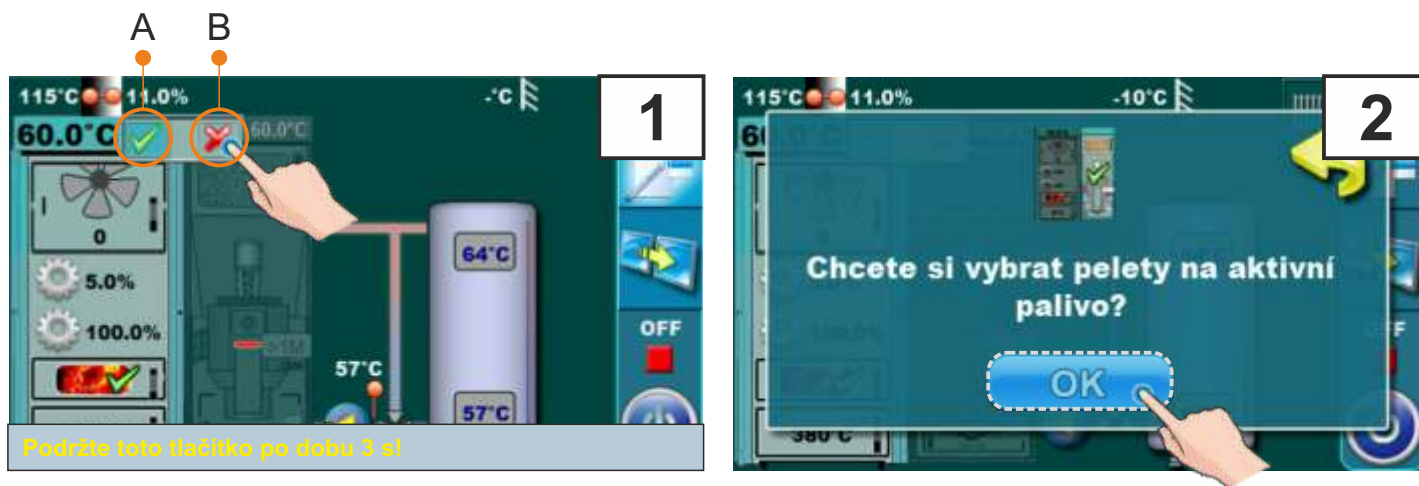 A B
115°C 11.0% -°C
1
60.0°C 60.0°C
0
5.0%
100.0%
>1M
64°C
57°C
57°C
OFF
Podržte toto tlačítko po dobu 3 s!
115°C 11.0% -10°C
2
Chcete si vybrat pelety na aktivní
palivo?
OK
380°C